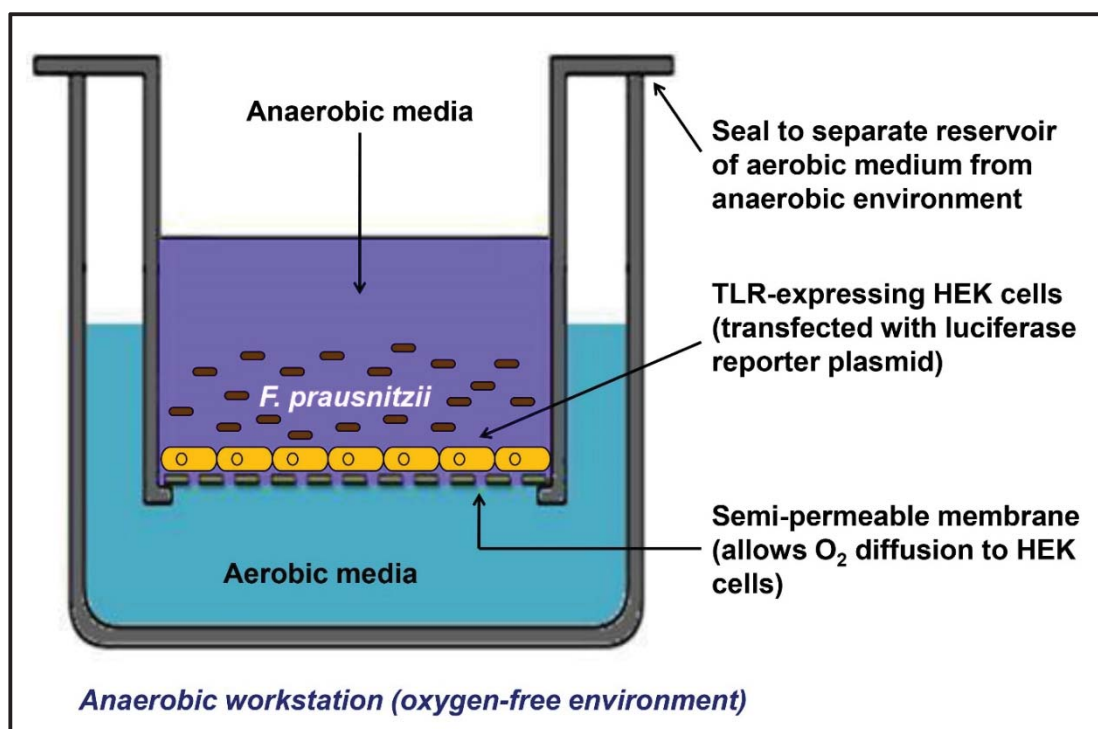 Anaerobic media
Seal to separate reservoir
of aerobic medium from
anaerobic environment
TLR-expressing HEK cells
(transfected with luciferase
reporter plasmid)
F. prausnitzii
Semi-permeable membrane
(allows O₂ diffusion to HEK
cells)
Aerobic media
Anaerobic workstation (oxygen-free environment)